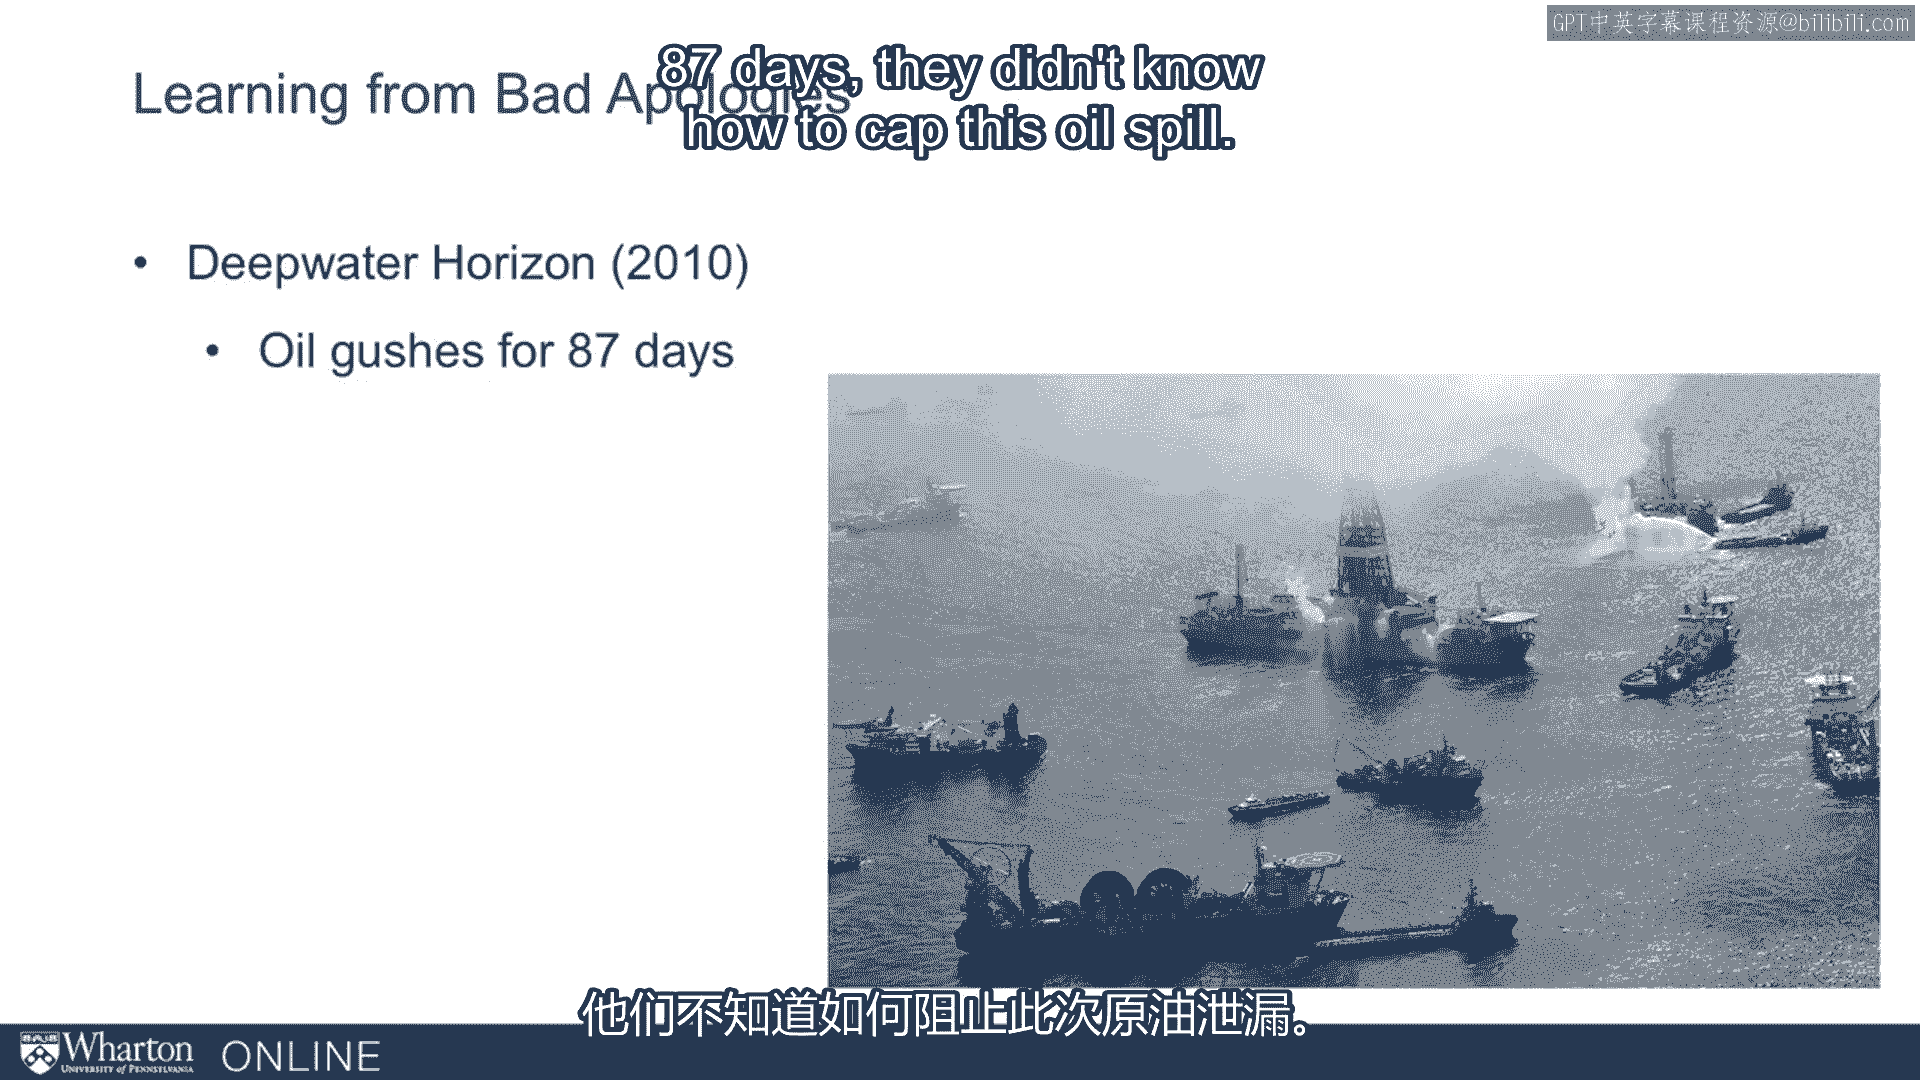 GPT中英字幕课程资源@bilibili.com
87 days, they didn't know
how to cap this oil spill.
Learning from Bad Apologies
• Deepwater Horizon (2010)
• Oil gushes for 87 days
他们不知道如何阻止此次原油泄漏。
Wharton
UNIVERSITY of PENNSYLVANIA
ONLINE